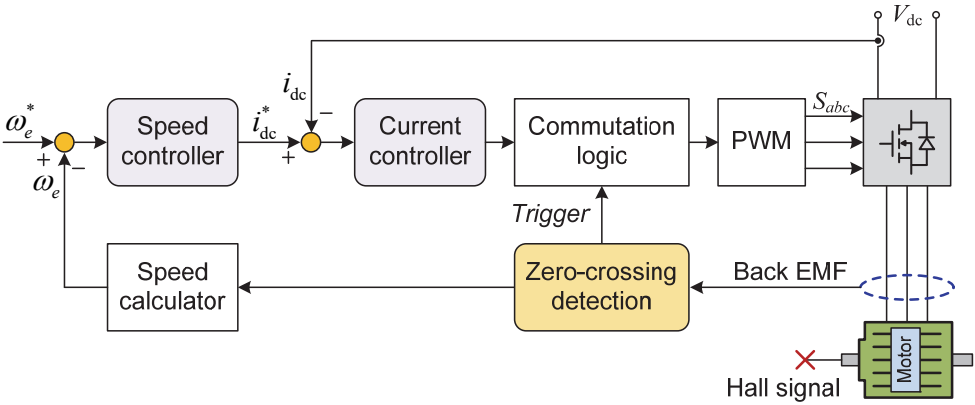 V_dc
i_dc
S_abc
ω_e^*
+
−
ω_e
Speed
controller
i_dc^*
+
−
Current
controller
Commutation
logic
PWM
Trigger
Speed
calculator
Zero-crossing
detection
Back EMF
Motor
Hall signal